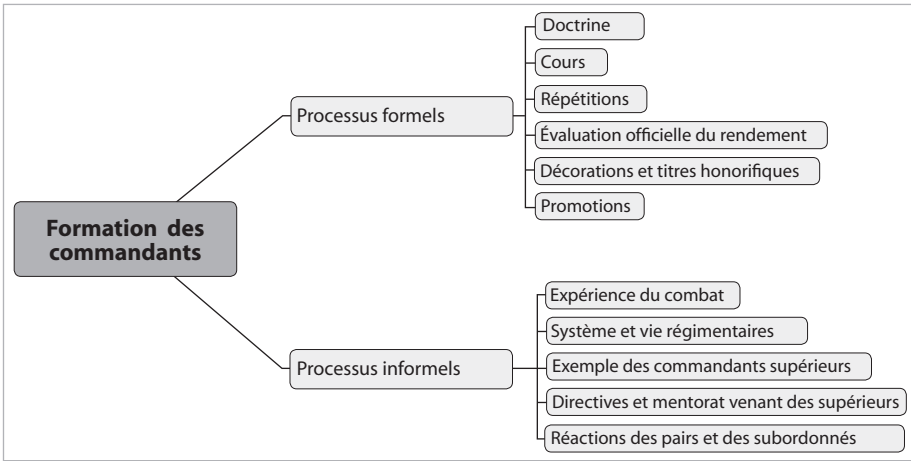 Formation des
commandants
Processus formels
Doctrine
Cours
Répétitions
Évaluation officielle du rendement
Décorations et titres honorifiques
Promotions
Processus informels
Expérience du combat
Système et vie régimentaires
Exemple des commandants supérieurs
Directives et mentorat venant des supérieurs
Réactions des pairs et des subordonnés